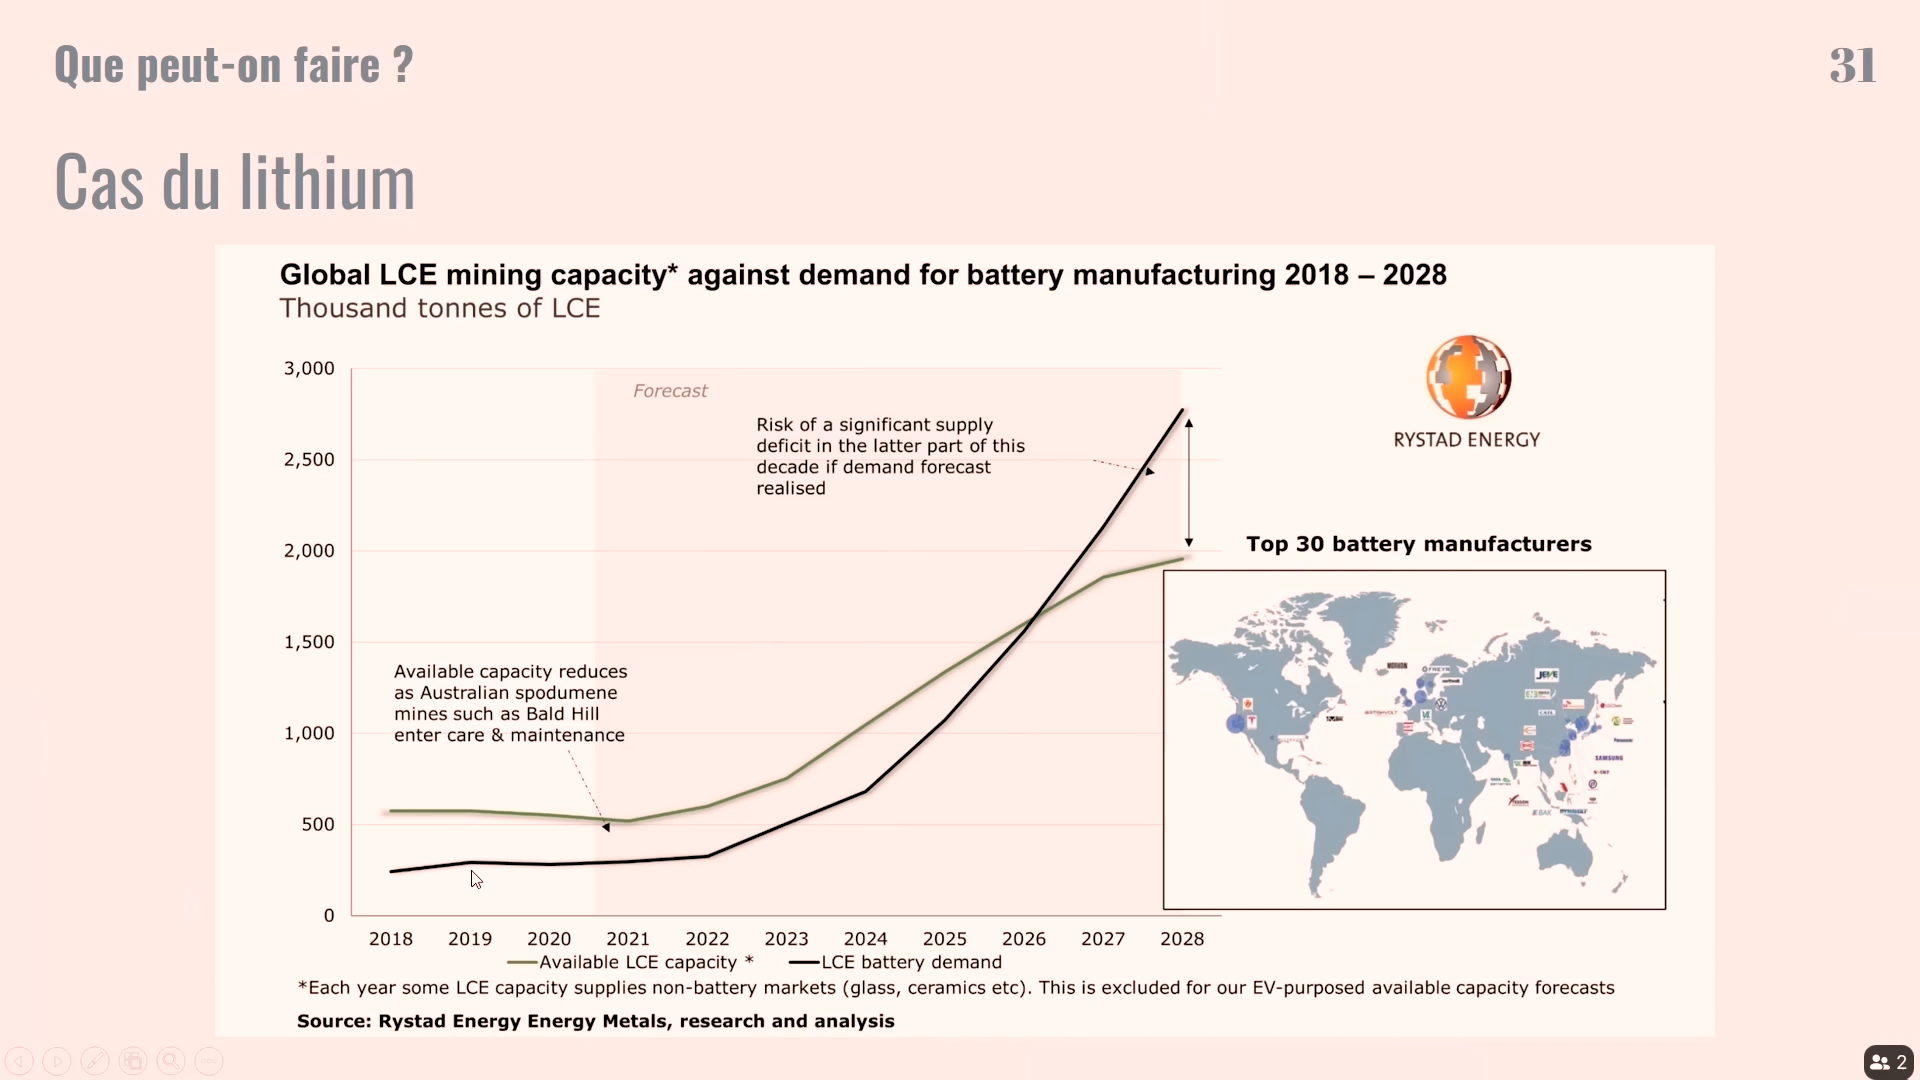 Que peut-on faire ?
31
Cas du lithium
Global LCE mining capacity* against demand for battery manufacturing 2018 – 2028
Thousand tonnes of LCE
3,000
2,500
2,000
1,500
1,000
500
0
Forecast
Risk of a significant supply
deficit in the latter part of this
decade if demand forecast
realised
Available capacity reduces
as Australian spodumene
mines such as Bald Hill
enter care & maintenance
RYSTAD ENERGY
Top 30 battery manufacturers
FREYR
SAMSUNG
Panasonic
2018 2019 2020 2021 2022 2023 2024 2025 2026 2027 2028
Available LCE capacity * LCE battery demand
*Each year some LCE capacity supplies non-battery markets (glass, ceramics etc). This is excluded for our EV-purposed available capacity forecasts
Source: Rystad Energy Energy Metals, research and analysis
2